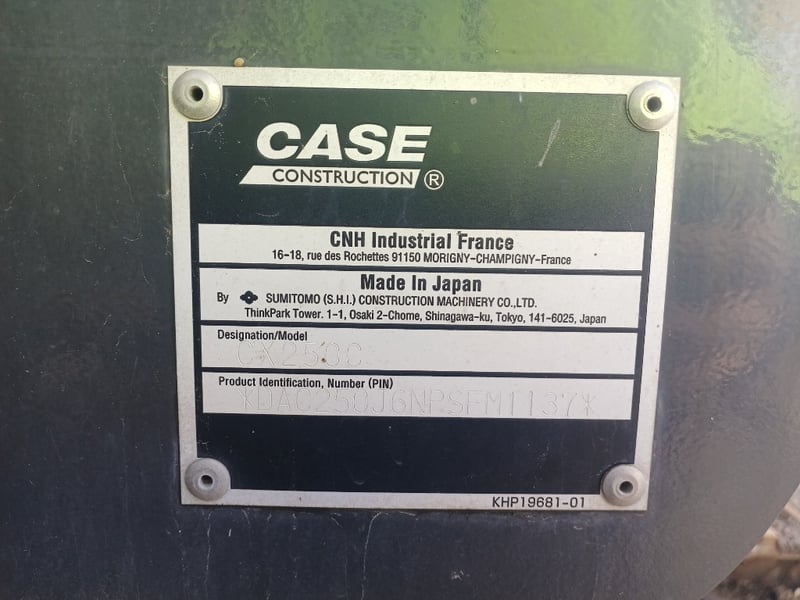 CASE
CONSTRUCTION ®
CNH Industrial France
16-18, rue des Rochettes 91150 MORIGNY-CHAMPIGNY-France
Made In Japan
By SUMITOMO (S.H.I.) CONSTRUCTION MACHINERY CO.,LTD.
ThinkPark Tower. 1-1, Osaki 2-Chome, Shinagawa-ku, Tokyo, 141-6025, Japan
Designation/Model
CX250C
Product Identification, Number (PIN)
*DAC250J6NPSFM1137*
KHP19681-01